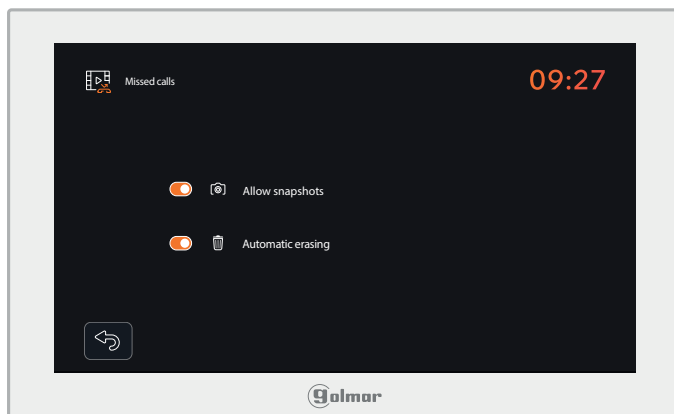 Missed calls
09:27
Allow snapshots
Automatic erasing
golmar